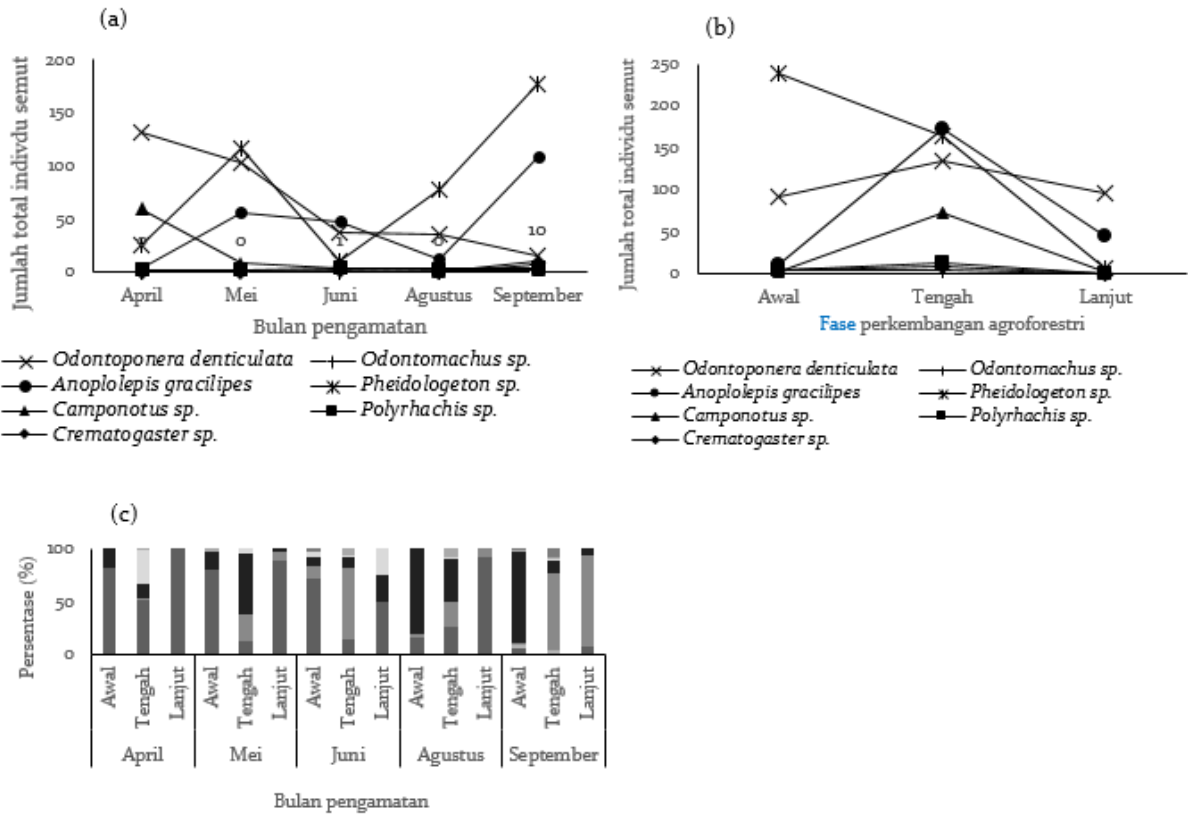 (a)
Jumlah total indivdu semut
200
150
100
50
0
0
1
10
April
Mei
Juni
Agustus
September
Bulan pengamatan
Odontoponera denticulata
Odontomachus sp.
Anoplolepis gracilipes
Pheidologeton sp.
Camponotus sp.
Polyrhachis sp.
Crematogaster sp.
(b)
Jumlah total individu semut
250
200
150
100
50
0
Awal
Tengah
Lanjut
Fase perkembangan agroforestri
Odontoponera denticulata
Odontomachus sp.
Anoplolepis gracilipes
Pheidologeton sp.
Camponotus sp.
Polyrhachis sp.
Crematogaster sp.
(c)
Persentase (%)
100
50
0
Awal
Tengah
Lanjut
Awal
Tengah
Lanjut
Awal
Tengah
Lanjut
Awal
Tengah
Lanjut
Awal
Tengah
Lanjut
April
Mei
Juni
Agustus
September
Bulan pengamatan